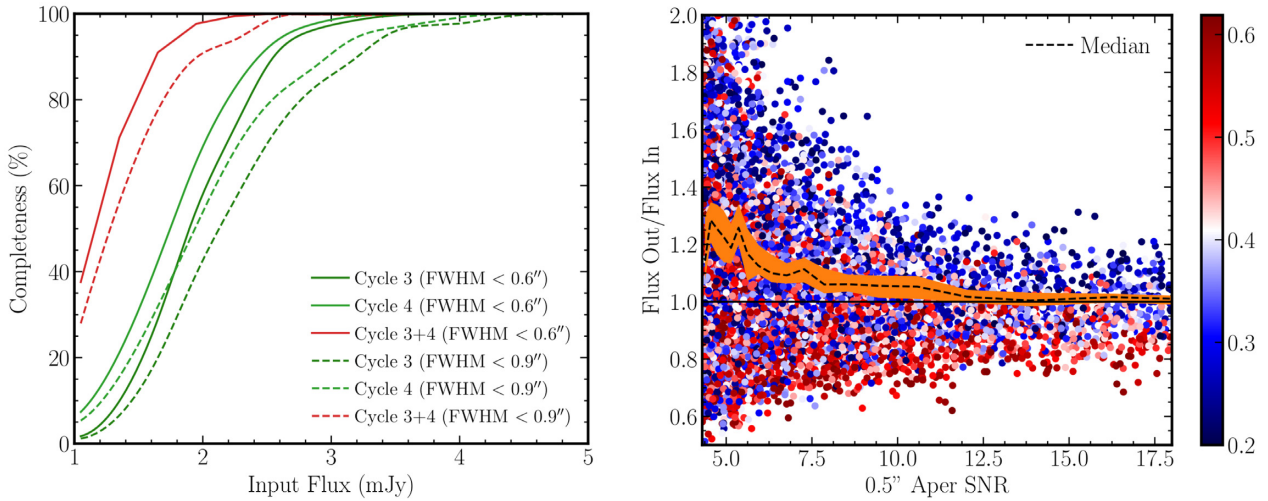 100
80
60
40
20
0
Completeness (%)
1
2
3
4
5
Input Flux (mJy)
Cycle 3 (FWHM < 0.6″)
Cycle 4 (FWHM < 0.6″)
Cycle 3+4 (FWHM < 0.6″)
Cycle 3 (FWHM < 0.9″)
Cycle 4 (FWHM < 0.9″)
Cycle 3+4 (FWHM < 0.9″)
2.0
1.8
1.6
1.4
1.2
1.0
0.8
0.6
Flux Out/Flux In
Median
5.0
7.5
10.0
12.5
15.0
17.5
0.5" Aper SNR
0.6
0.5
0.4
0.3
0.2